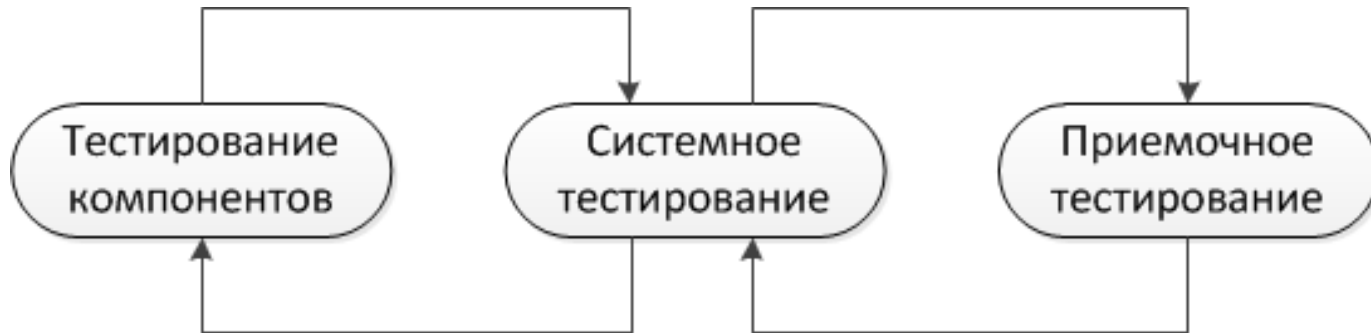 Тестирование
компонентов
Системное
тестирование
Приемочное
тестирование